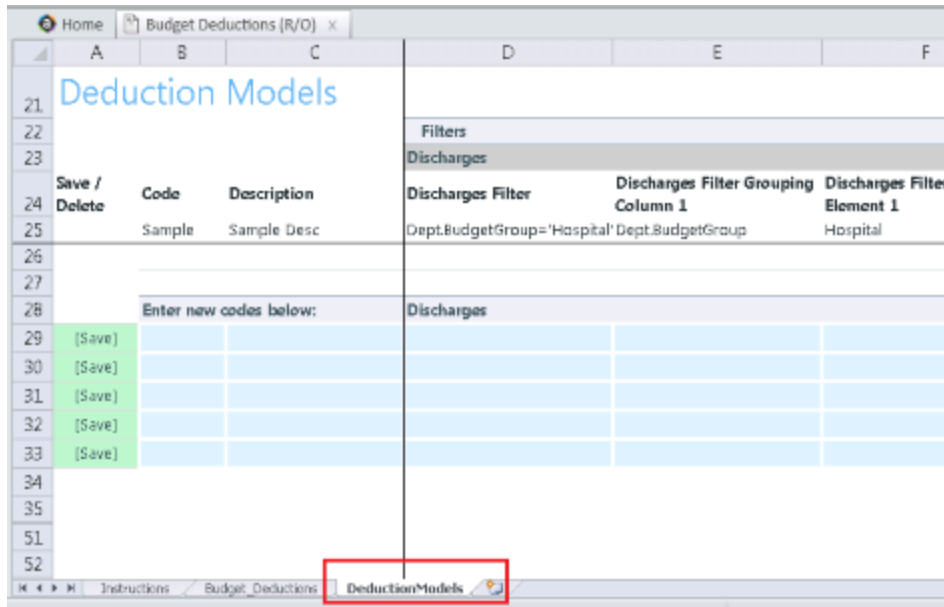 Home Budget Deductions (R/O) ×
A B C D E F
21 Deduction Models
22 Filters
23 Discharges
24 Save / Delete Code Description Discharges Filter Discharges Filter Grouping Column 1 Discharges Filter Element 1
25 Sample Sample Desc Dept.BudgetGroup='Hospital' Dept.BudgetGroup Hospital
26
27
28 Enter new codes below: Discharges
29 [Save]
30 [Save]
31 [Save]
32 [Save]
33 [Save]
34
35
51
52
Instructions Budget_Deductions DeductionModels